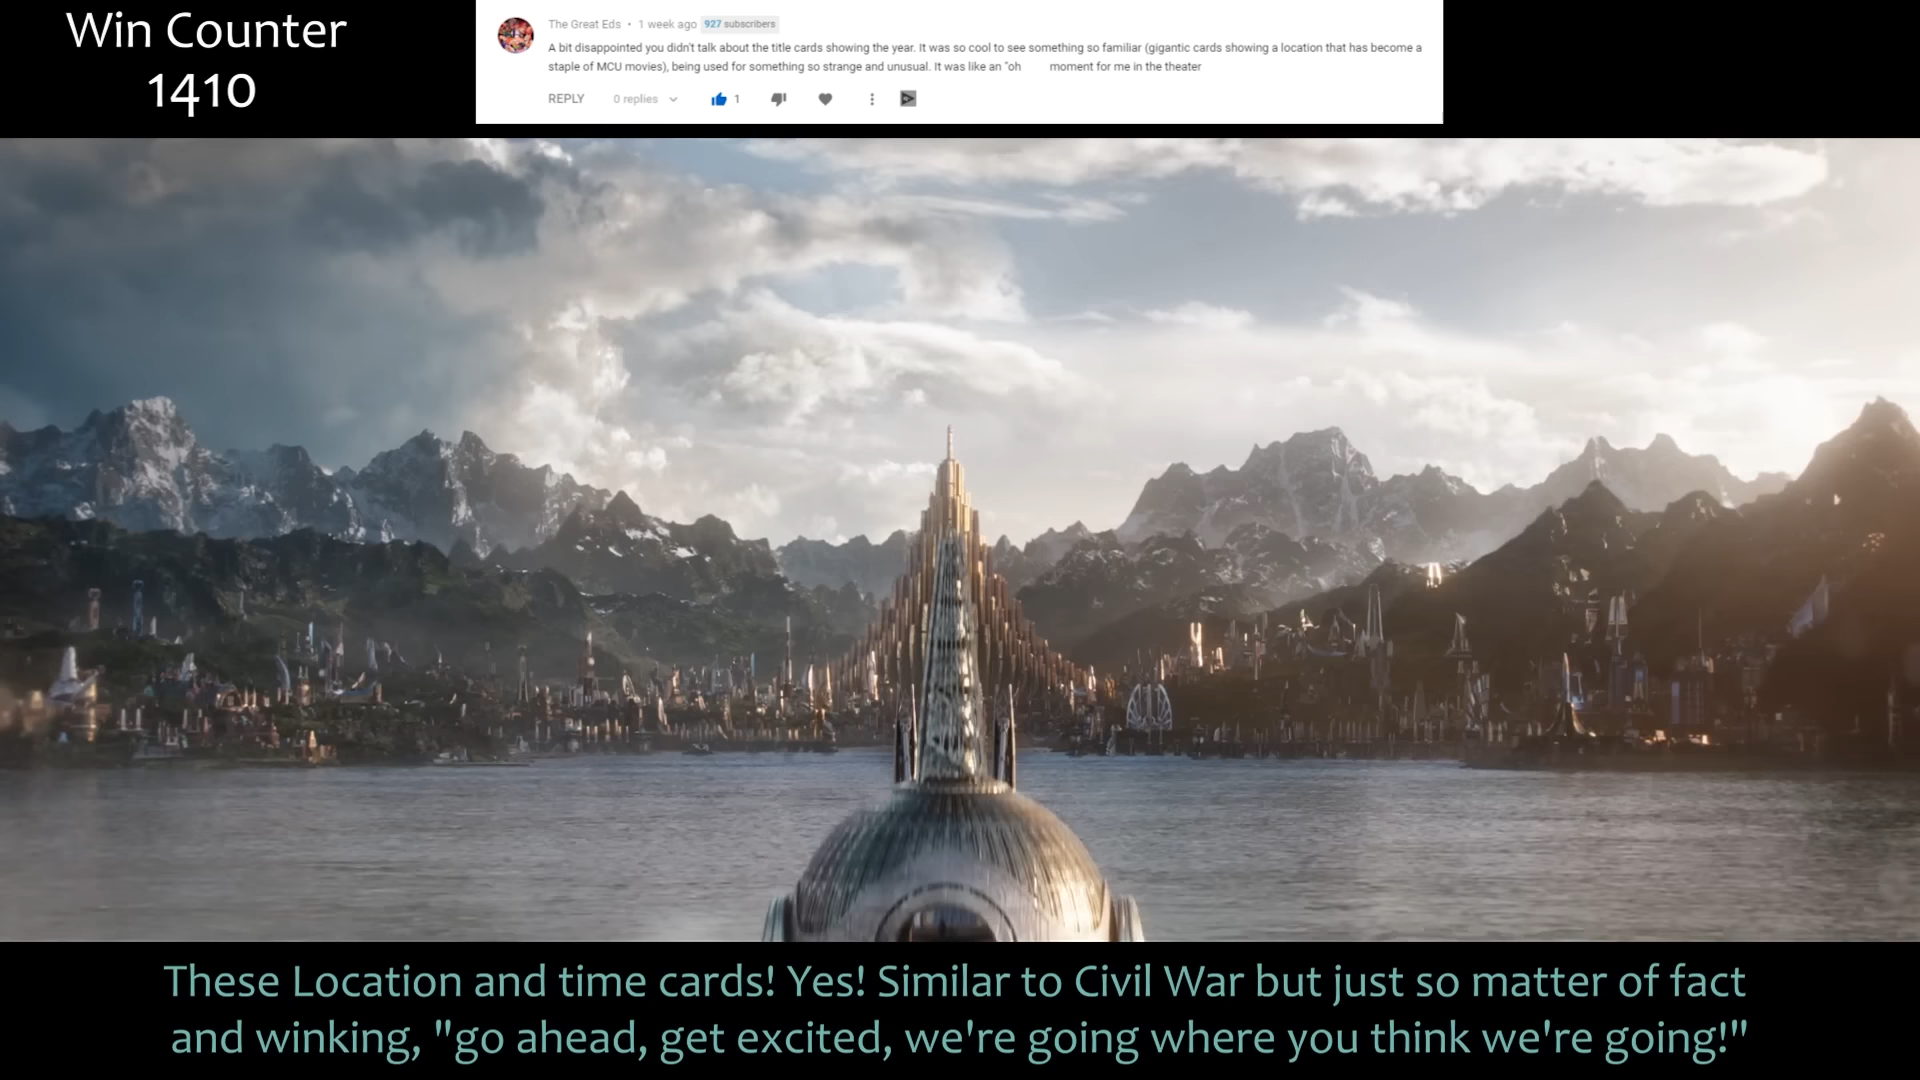 Win Counter
1410
The Great Eds • 1 week ago 927 subscribers
A bit disappointed you didn't talk about the title cards showing the year. It was so cool to see something so familiar (gigantic cards showing a location that has become a
staple of MCU movies), being used for something so strange and unusual. It was like an "oh moment for me in the theater
REPLY 0 replies 1
These Location and time cards! Yes! Similar to Civil War but just so matter of fact
and winking, "go ahead, get excited, we're going where you think we're going!"